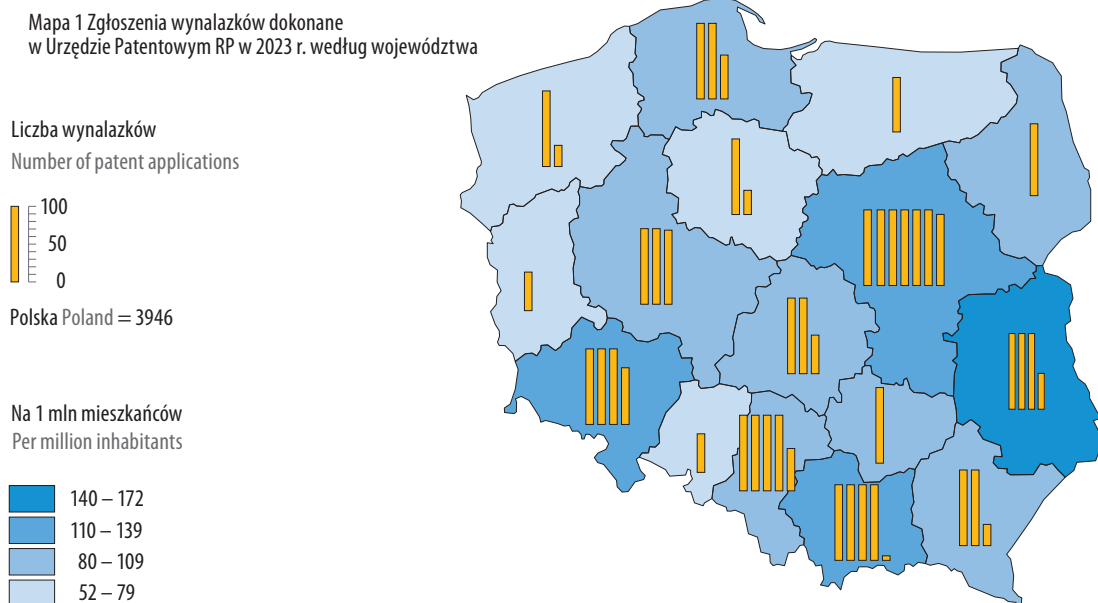 Mapa 1 Zgłoszenia wynalazków dokonane
w Urzędzie Patentowym RP w 2023 r. według województwa
Liczba wynalazków
Number of patent applications
100
50
0
Polska Poland = 3946
Na 1 mln mieszkańców
Per million inhabitants
140 – 172
110 – 139
80 – 109
52 – 79